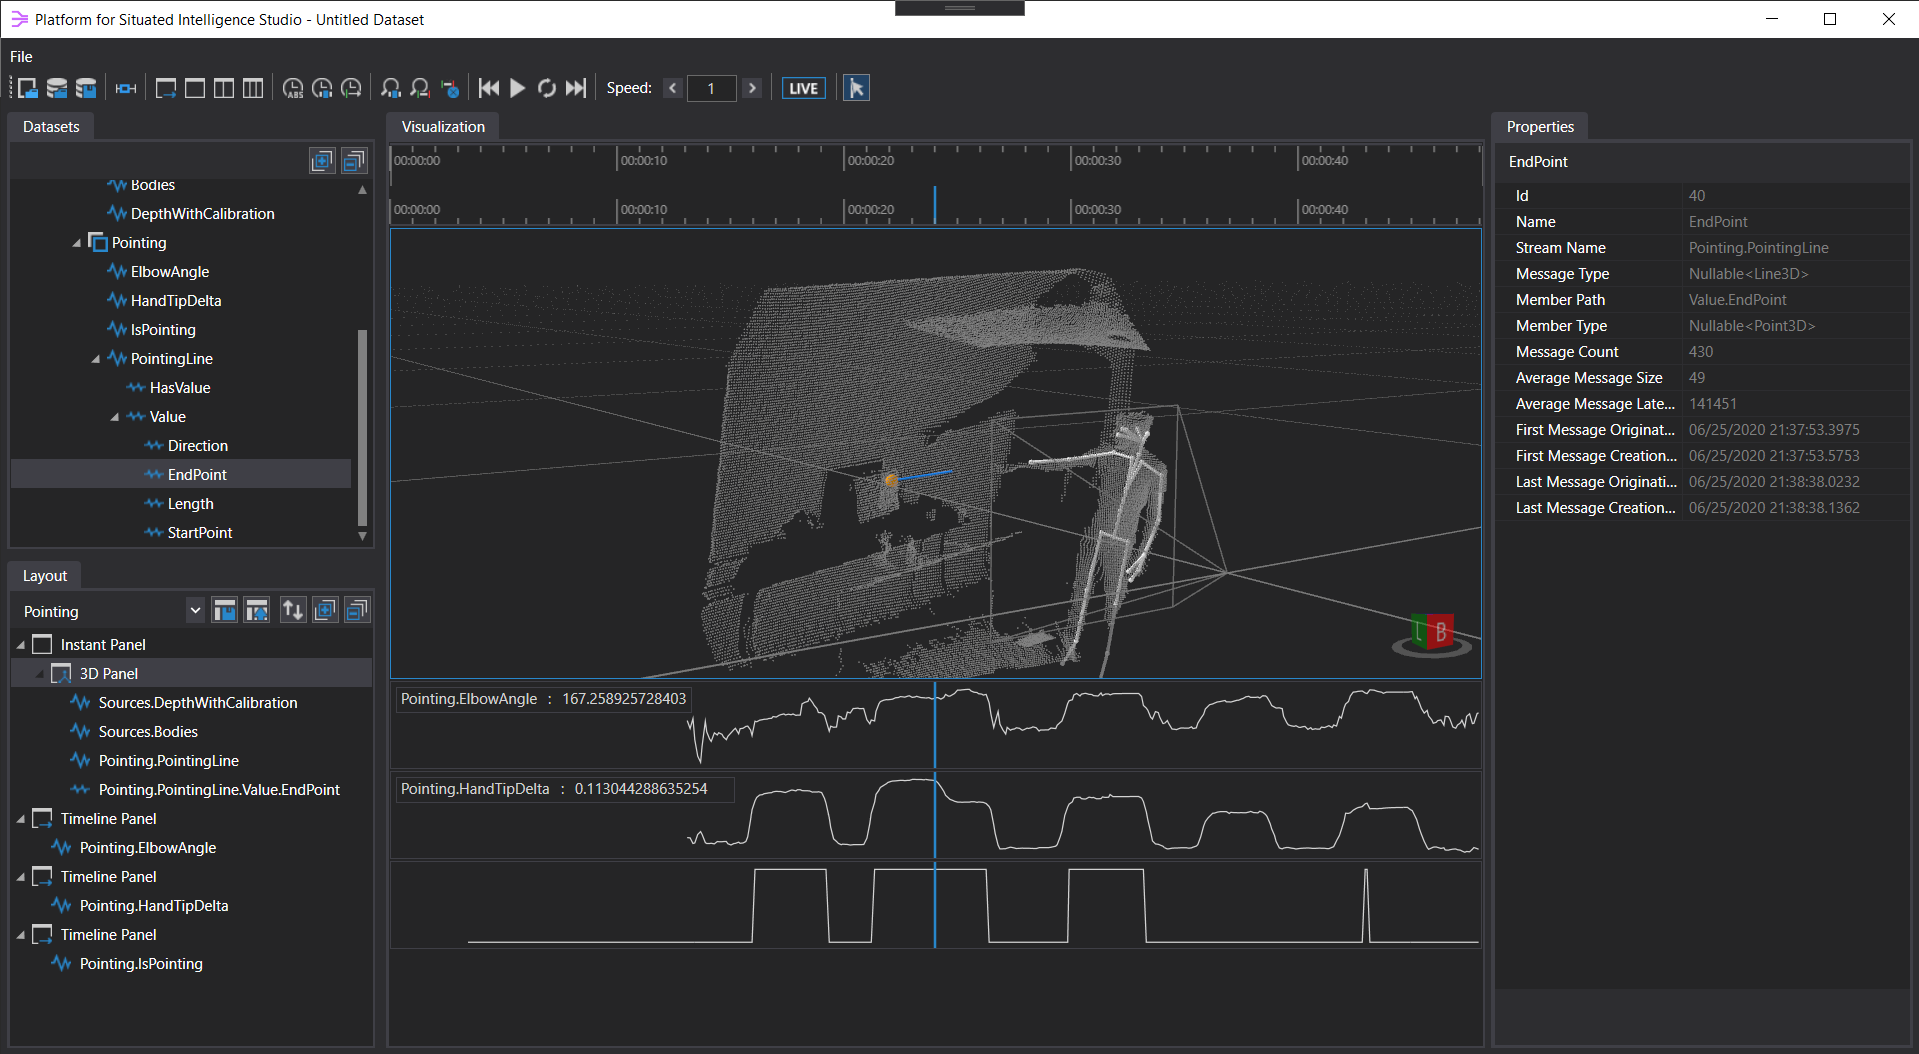 Platform for Situated Intelligence Studio - Untitled Dataset
File
ABS
Speed:
1
LIVE
Datasets
Bodies
DepthWithCalibration
Pointing
ElbowAngle
HandTipDelta
IsPointing
PointingLine
HasValue
Value
Direction
EndPoint
Length
StartPoint
Layout
Pointing
Instant Panel
3D Panel
Sources.DepthWithCalibration
Sources.Bodies
Pointing.PointingLine
Pointing.PointingLine.Value.EndPoint
Timeline Panel
Pointing.ElbowAngle
Timeline Panel
Pointing.HandTipDelta
Timeline Panel
Pointing.IsPointing
Visualization
00:00:00 00:00:10 00:00:20 00:00:30 00:00:40
00:00:00 00:00:10 00:00:20 00:00:30 00:00:40
L B
Pointing.ElbowAngle : 167.258925728403
Pointing.HandTipDelta : 0.113044288635254
Properties
EndPoint
Id 40
Name EndPoint
Stream Name Pointing.PointingLine
Message Type Nullable<Line3D>
Member Path Value.EndPoint
Member Type Nullable<Point3D>
Message Count 430
Average Message Size 49
Average Message Late... 141451
First Message Originat... 06/25/2020 21:37:53.3975
First Message Creation... 06/25/2020 21:37:53.5753
Last Message Originati... 06/25/2020 21:38:38.0232
Last Message Creation... 06/25/2020 21:38:38.1362